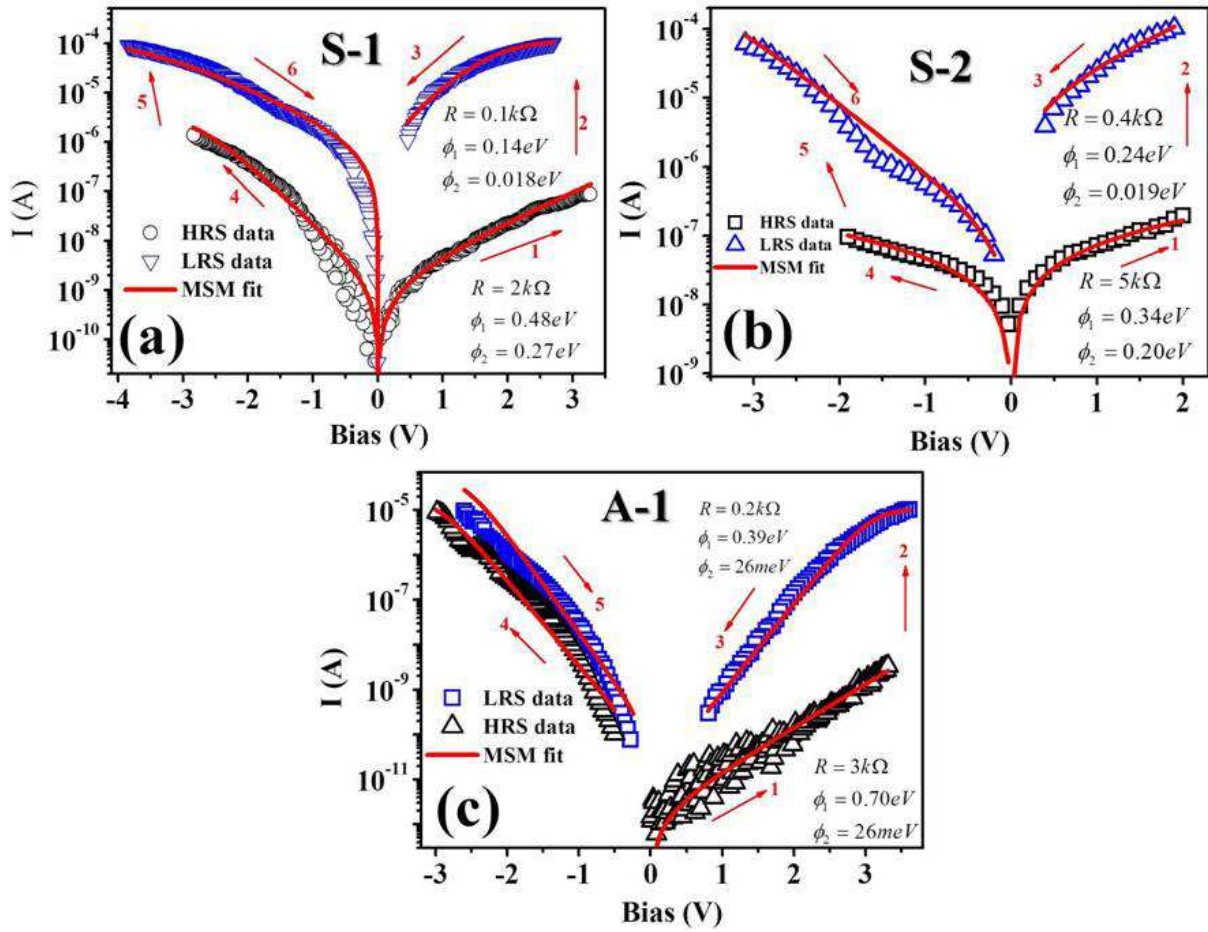 S-1
10⁻⁴
10⁻⁵
10⁻⁶
10⁻⁷
10⁻⁸
10⁻⁹
10⁻¹⁰
I (A)
3
6
5
2
4
1
R = 0.1kΩ
ϕ₁ = 0.14eV
ϕ₂ = 0.018eV
HRS data
LRS data
MSM fit
R = 2kΩ
ϕ₁ = 0.48eV
ϕ₂ = 0.27eV
(a)
-4 -3 -2 -1 0 1 2 3
Bias (V)
S-2
10⁻⁴
10⁻⁵
10⁻⁶
10⁻⁷
10⁻⁸
10⁻⁹
I (A)
3
2
6
5
4
1
R = 0.4kΩ
ϕ₁ = 0.24eV
ϕ₂ = 0.019eV
HRS data
LRS data
MSM fit
R = 5kΩ
ϕ₁ = 0.34eV
ϕ₂ = 0.20eV
(b)
-3 -2 -1 0 1 2
Bias (V)
A-1
10⁻⁵
10⁻⁷
10⁻⁹
10⁻¹¹
I (A)
R = 0.2kΩ
ϕ₁ = 0.39eV
ϕ₂ = 26meV
2
5
4
3
1
LRS data
HRS data
MSM fit
R = 3kΩ
ϕ₁ = 0.70eV
ϕ₂ = 26meV
(c)
-3 -2 -1 0 1 2 3
Bias (V)